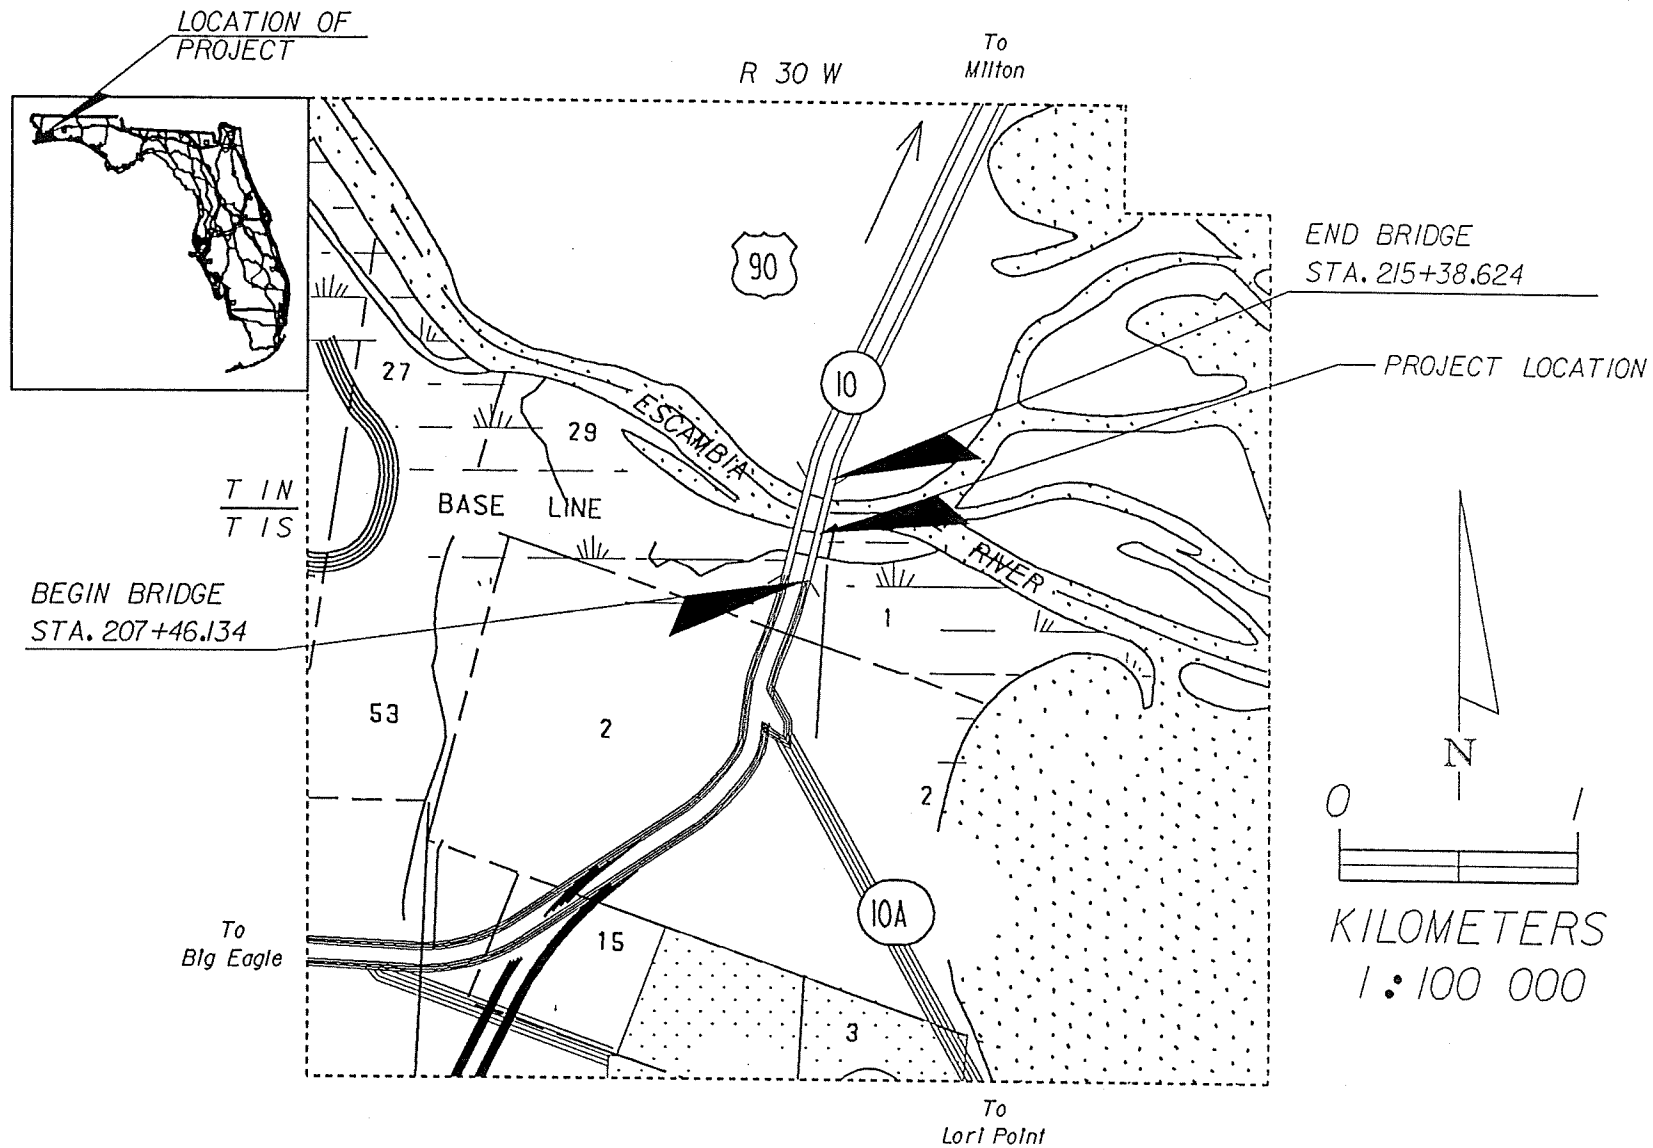 LOCATION OF
PROJECT
R 30 W
To
Milton
90
END BRIDGE
STA. 215+38.624
PROJECT LOCATION
10
27
29
ESCAMBIA
T 1N
T 1S
BASE LINE
RIVER
BEGIN BRIDGE
STA. 207+46.134
1
53
2
2
N
0 1
KILOMETERS
1:100 000
10A
To
Big Eagle
15
3
To
Lori Point